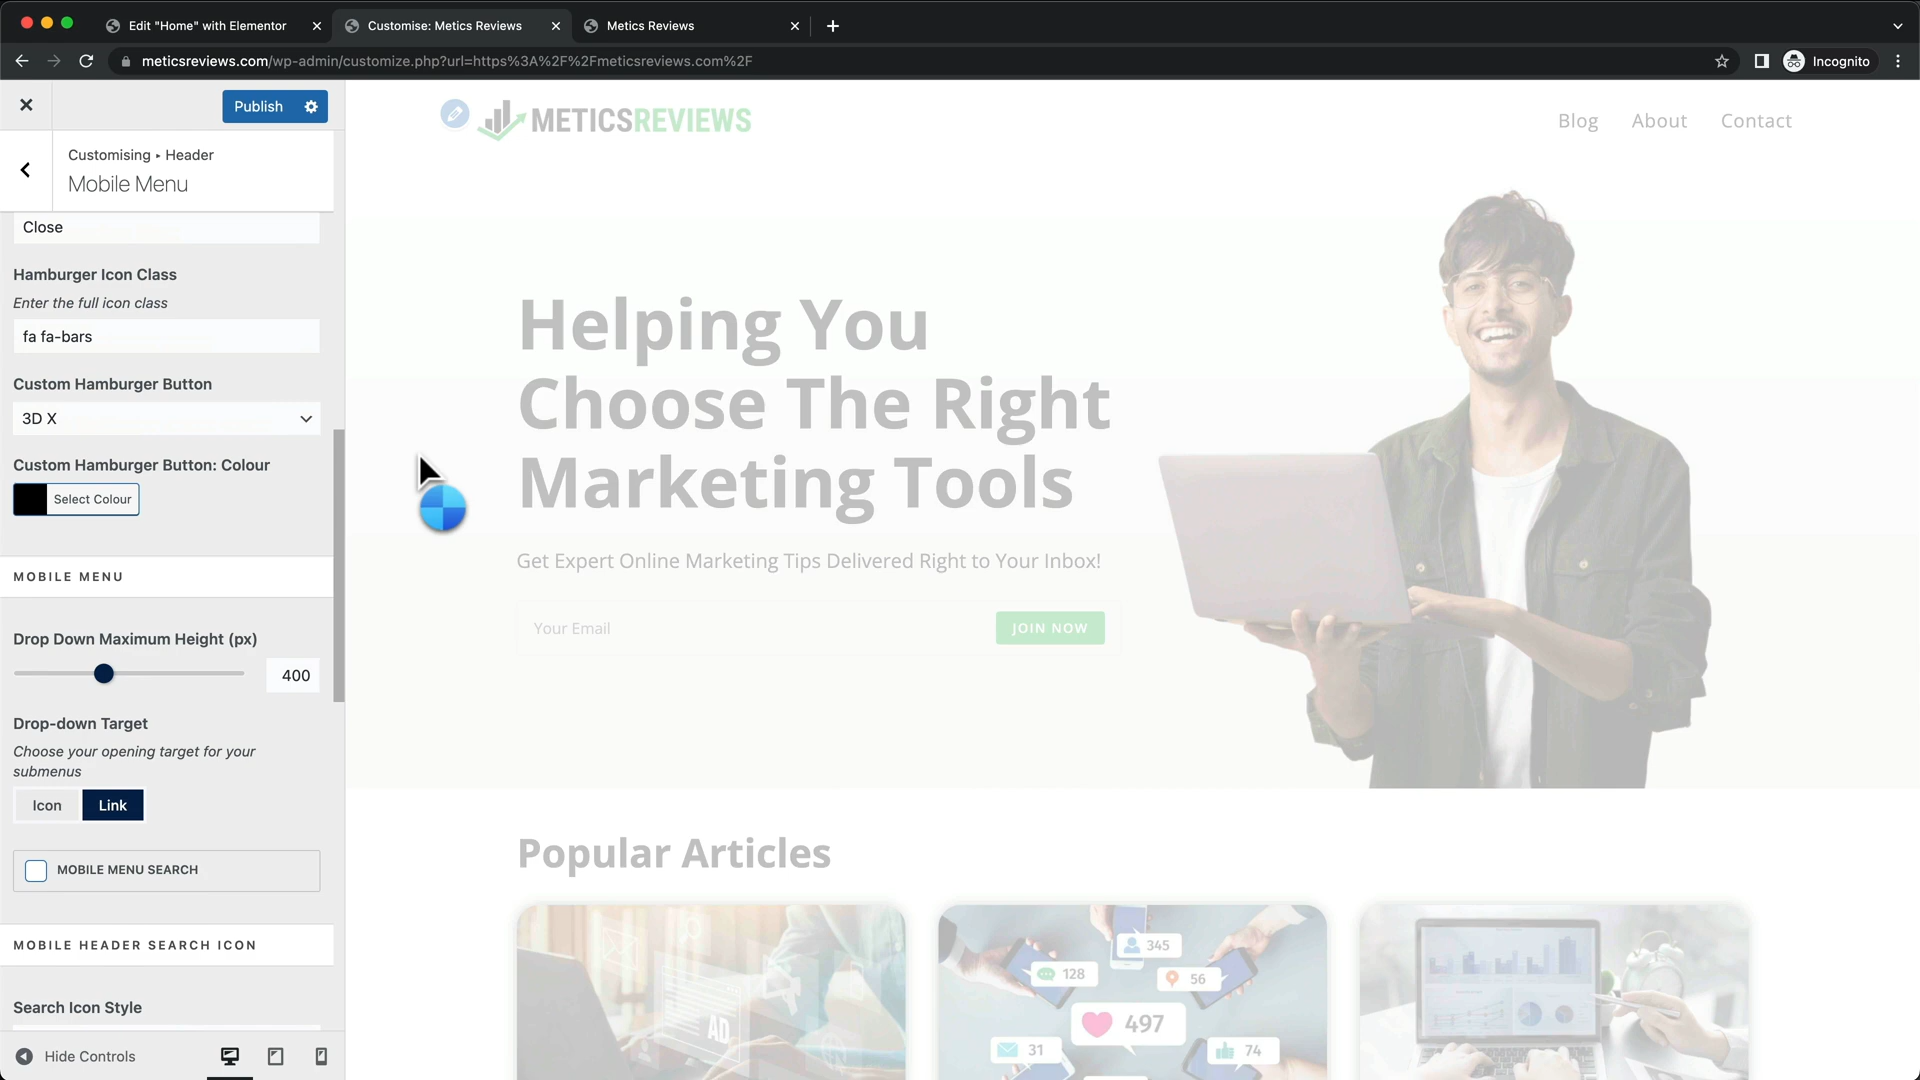 Edit "Home" with Elementor
Customise: Metics Reviews
Metics Reviews
meticsreviews.com/wp-admin/customize.php?url=https%3A%2F%2Fmeticsreviews.com%2F
Incognito
Publish
Customising ▸ Header
Mobile Menu
Close
Hamburger Icon Class
Enter the full icon class
fa fa-bars
Custom Hamburger Button
3D X
Custom Hamburger Button: Colour
Select Colour
MOBILE MENU
Drop Down Maximum Height (px)
400
Drop-down Target
Choose your opening target for your
submenus
Icon
Link
MOBILE MENU SEARCH
MOBILE HEADER SEARCH ICON
Search Icon Style
Hide Controls
METICSREVIEWS
Blog
About
Contact
Helping You
Choose The Right
Marketing Tools
Get Expert Online Marketing Tips Delivered Right to Your Inbox!
Your Email
JOIN NOW
Popular Articles
AD
345
128
56
497
31
74